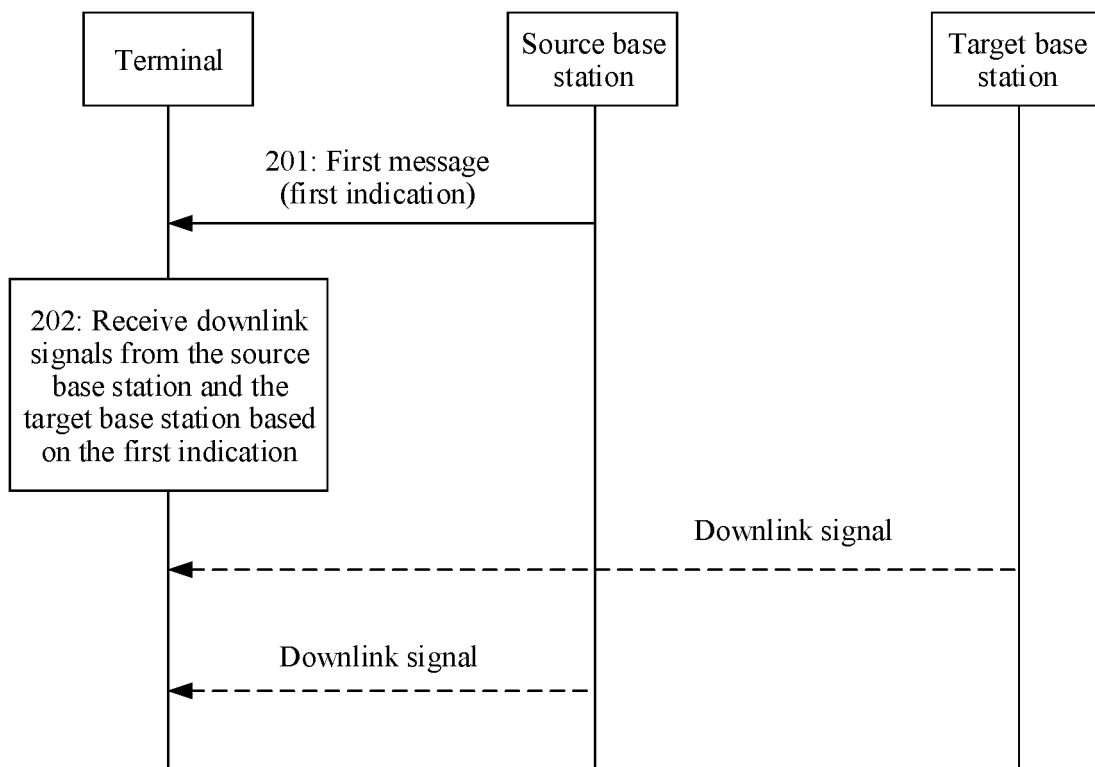 Terminal
Source base
station
Target base
station
201: First message
(first indication)
202: Receive downlink
signals from the source
base station and the
target base station based
on the first indication
Downlink signal
Downlink signal